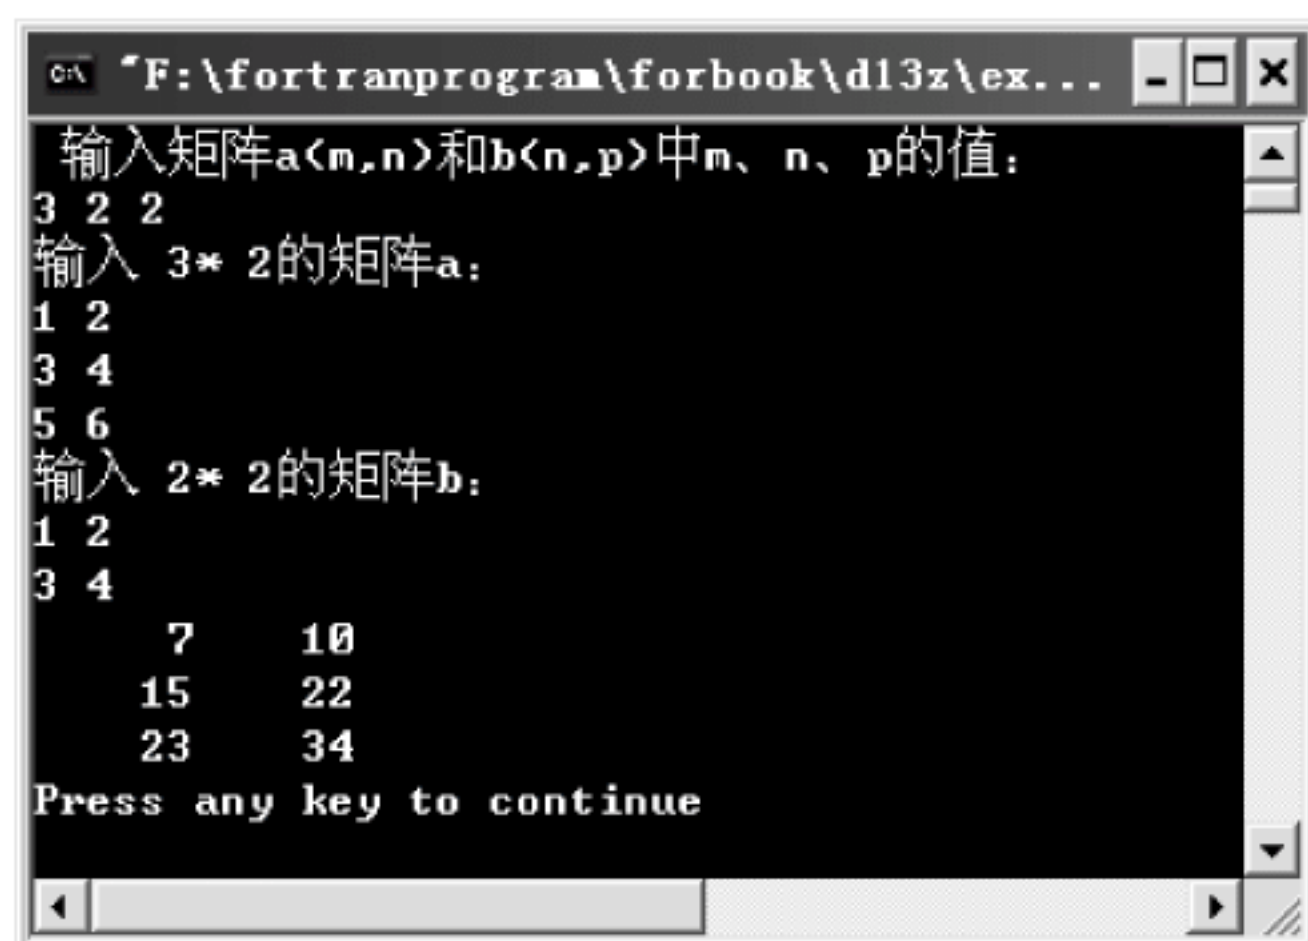 "F:\fortranprogram\forbook\d13z\ex...
输入矩阵a(m,n)和b(n,p)中m、n、p的值:
3 2 2
输入 3* 2的矩阵a:
1 2
3 4
5 6
输入 2* 2的矩阵b:
1 2
3 4
7 10
15 22
23 34
Press any key to continue